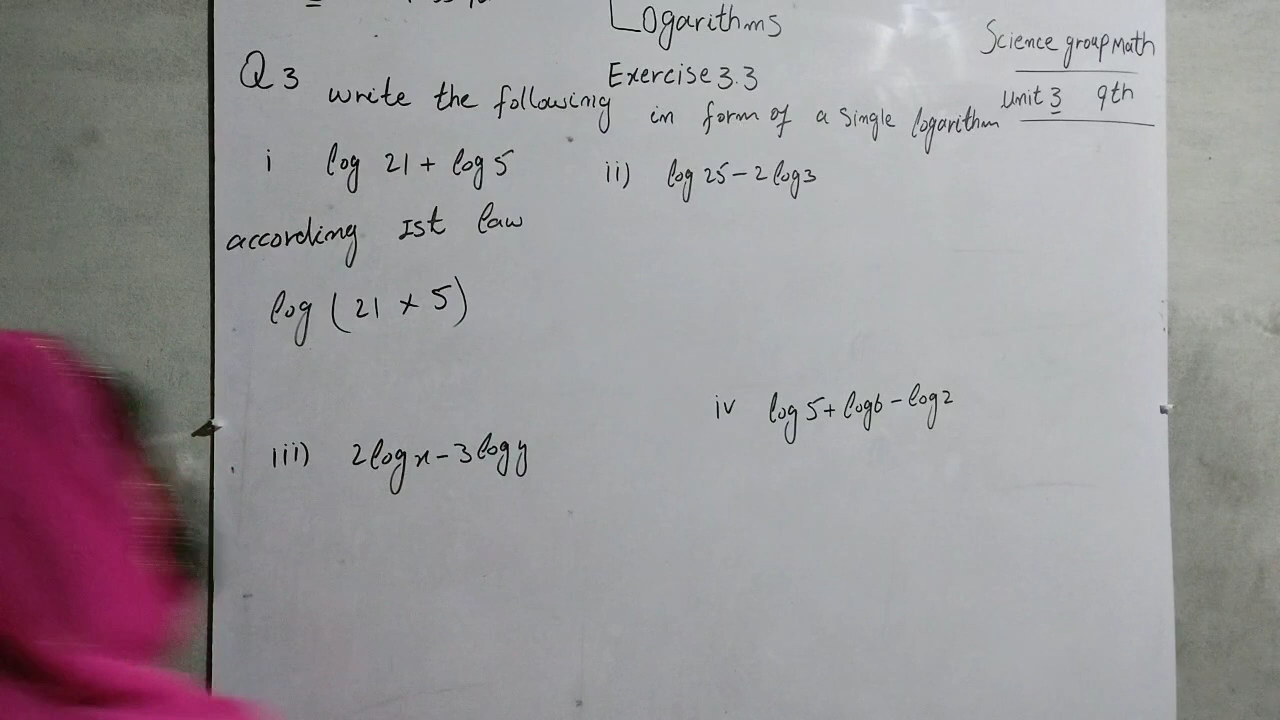 Logarithms
Science group Math
Exercise 3.3
Unit 3 9th
Q 3 write the following in form of a single logarithm
i log 21 + log 5
ii) log 25 - 2 log 3
according Ist law
log ( 21 × 5 )
iii) 2 log x - 3 log y
iv log 5 + log 6 - log 2